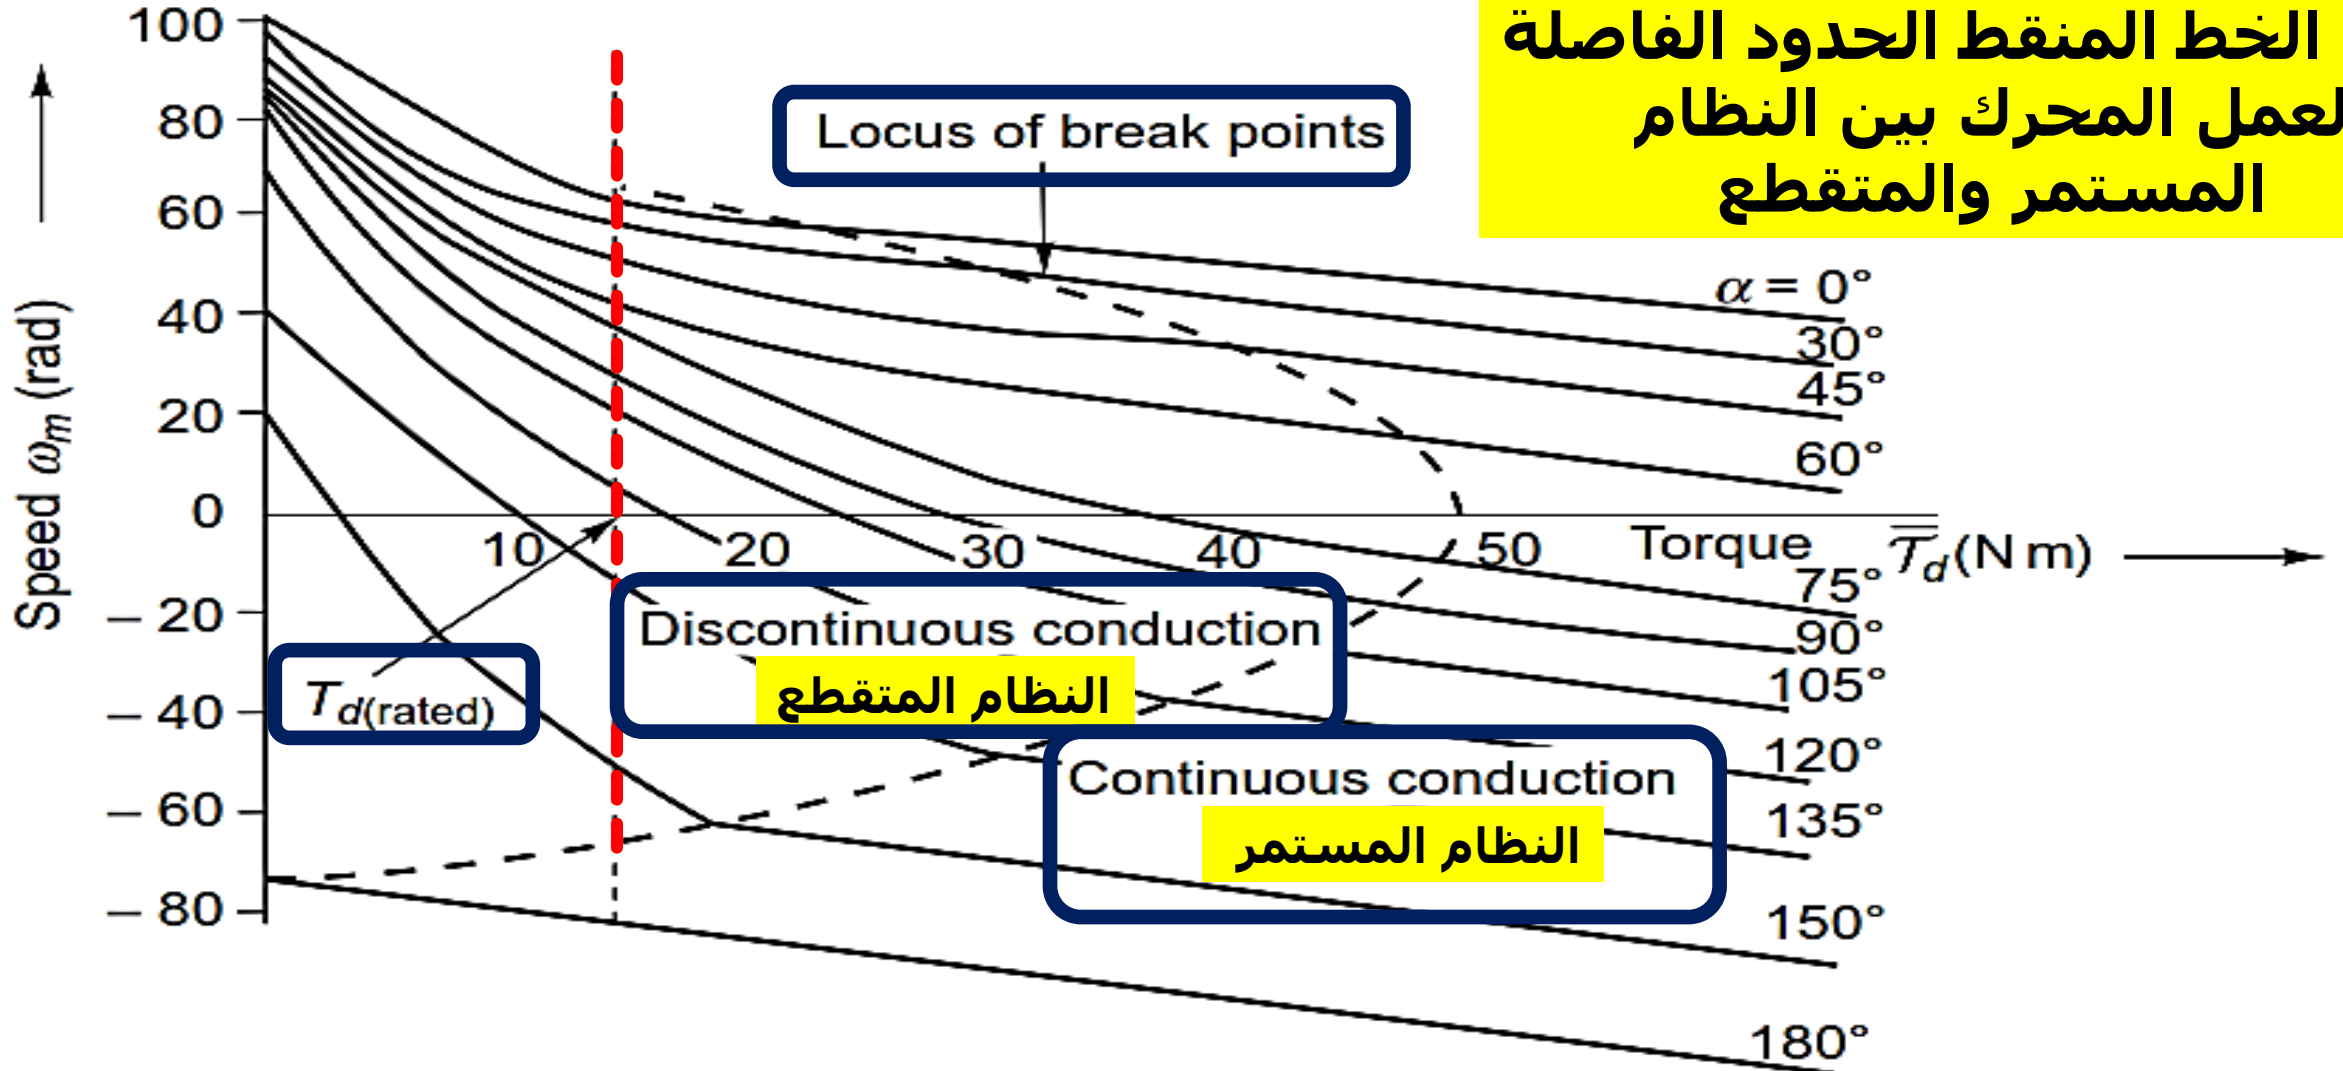 الخط المنقط الحدود الفاصلة
لعمل المحرك بين النظام
المستمر والمتقطع
100
80
60
40
20
0
– 20
– 40
– 60
– 80
Speed ωm (rad)
Locus of break points
α = 0°
30°
45°
60°
75°
90°
105°
120°
135°
150°
180°
10
20
30
40
50
Torque T̿d (N m)
Td(rated)
Discontinuous conduction
النظام المتقطع
Continuous conduction
النظام المستمر